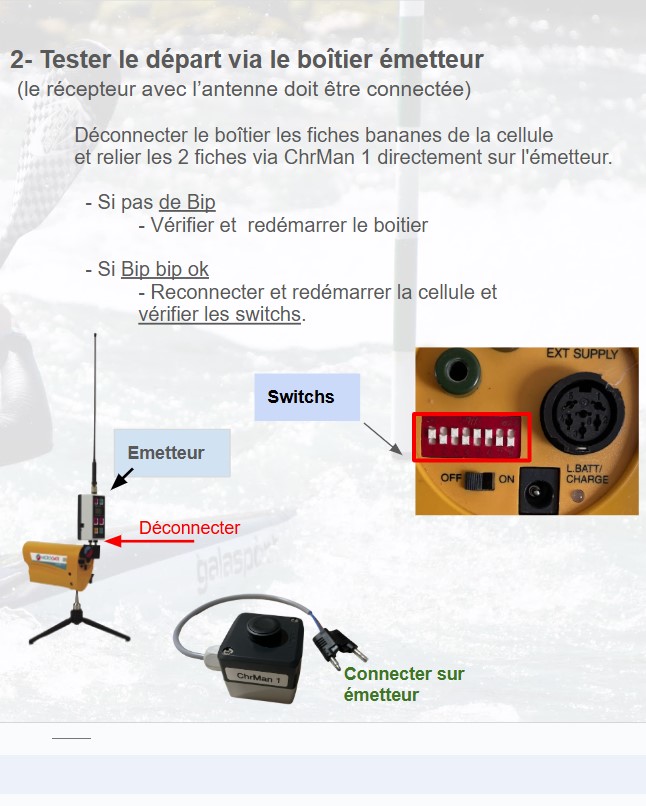 2- Tester le départ via le boîtier émetteur
(le récepteur avec l'antenne doit être connectée)
Déconnecter le boîtier les fiches bananes de la cellule
et relier les 2 fiches via ChrMan 1 directement sur l'émetteur.
- Si pas de Bip
- Vérifier et redémarrer le boitier
- Si Bip bip ok
- Reconnecter et redémarrer la cellule et
vérifier les switchs.
EXT SUPPLY
Switchs
OFF ON
L.BATT/
CHARGE
Emetteur
Déconnecter
ChrMan 1
Connecter sur
émetteur